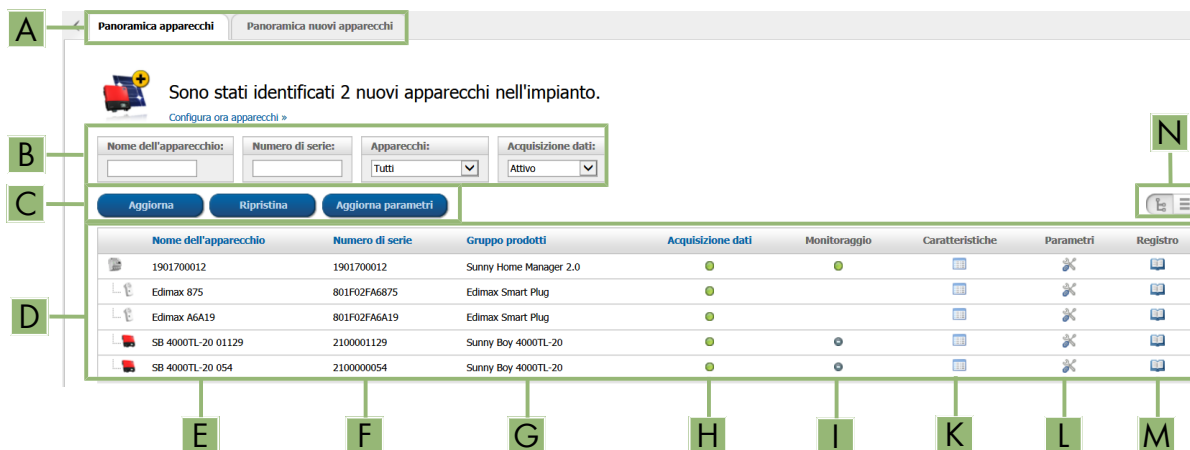 A
Panoramica apparecchi Panoramica nuovi apparecchi
Sono stati identificati 2 nuovi apparecchi nell'impianto.
Configura ora apparecchi »
B
Nome dell'apparecchio: Numero di serie: Apparecchi: Acquisizione dati:
Tutti Attivo
N
C
Aggiorna Ripristina Aggiorna parametri
Nome dell'apparecchio Numero di serie Gruppo prodotti Acquisizione dati Monitoraggio Caratteristiche Parametri Registro
1901700012 1901700012 Sunny Home Manager 2.0
Edimax 875 801F02FA6875 Edimax Smart Plug
D
Edimax A6A19 801F02FA6A19 Edimax Smart Plug
SB 4000TL-20 01129 2100001129 Sunny Boy 4000TL-20
SB 4000TL-20 054 2100000054 Sunny Boy 4000TL-20
E F G H I K L M